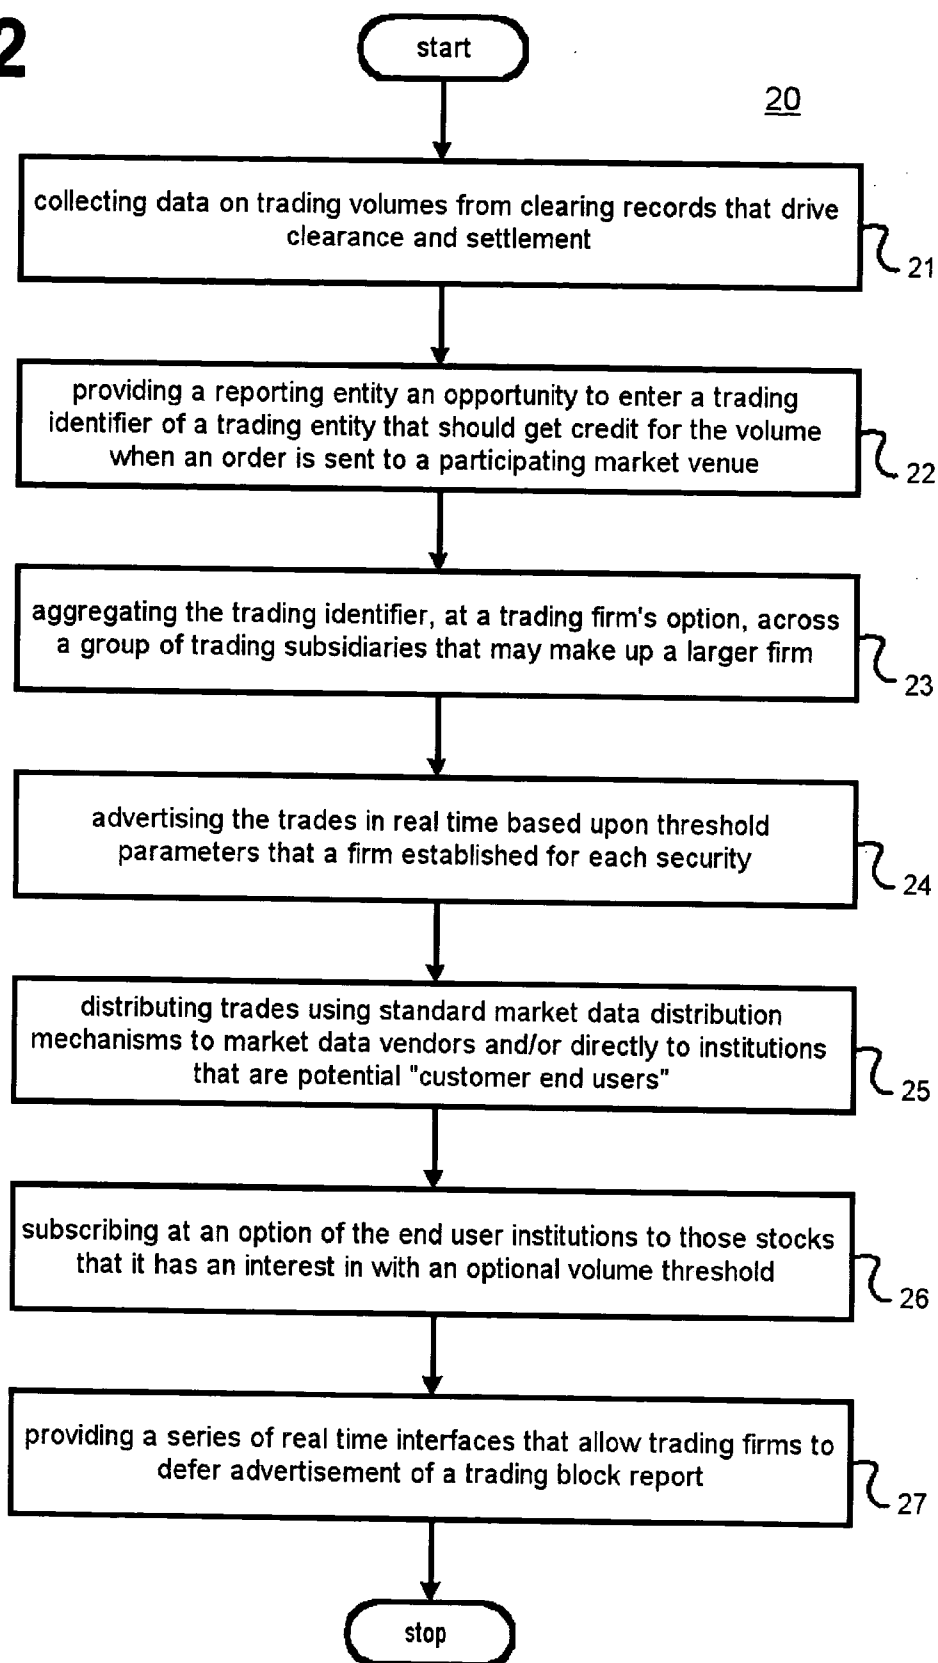 2
start
20
collecting data on trading volumes from clearing records that drive
clearance and settlement
21
providing a reporting entity an opportunity to enter a trading
identifier of a trading entity that should get credit for the volume
when an order is sent to a participating market venue
22
aggregating the trading identifier, at a trading firm's option, across
a group of trading subsidiaries that may make up a larger firm
23
advertising the trades in real time based upon threshold
parameters that a firm established for each security
24
distributing trades using standard market data distribution
mechanisms to market data vendors and/or directly to institutions
that are potential "customer end users"
25
subscribing at an option of the end user institutions to those stocks
that it has an interest in with an optional volume threshold
26
providing a series of real time interfaces that allow trading firms to
defer advertisement of a trading block report
27
stop